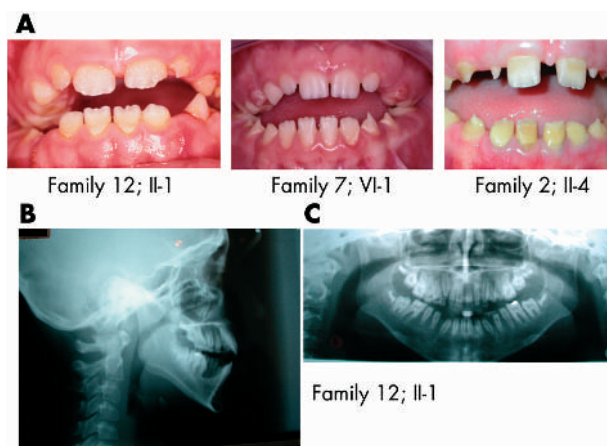 A
Family 12; II-1
Family 7; VI-1
Family 2; II-4
B
C
Family 12; II-1